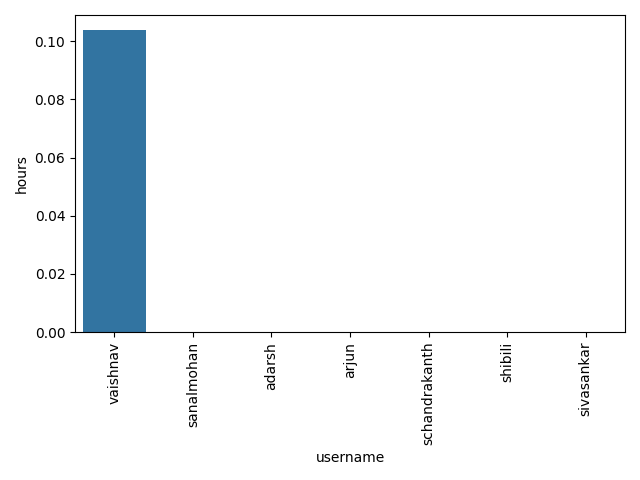 0.10
0.08
0.06
0.04
0.02
0.00
hours
vaishnav
sanalmohan
adarsh
arjun
schandrakanth
shibili
sivasankar
username